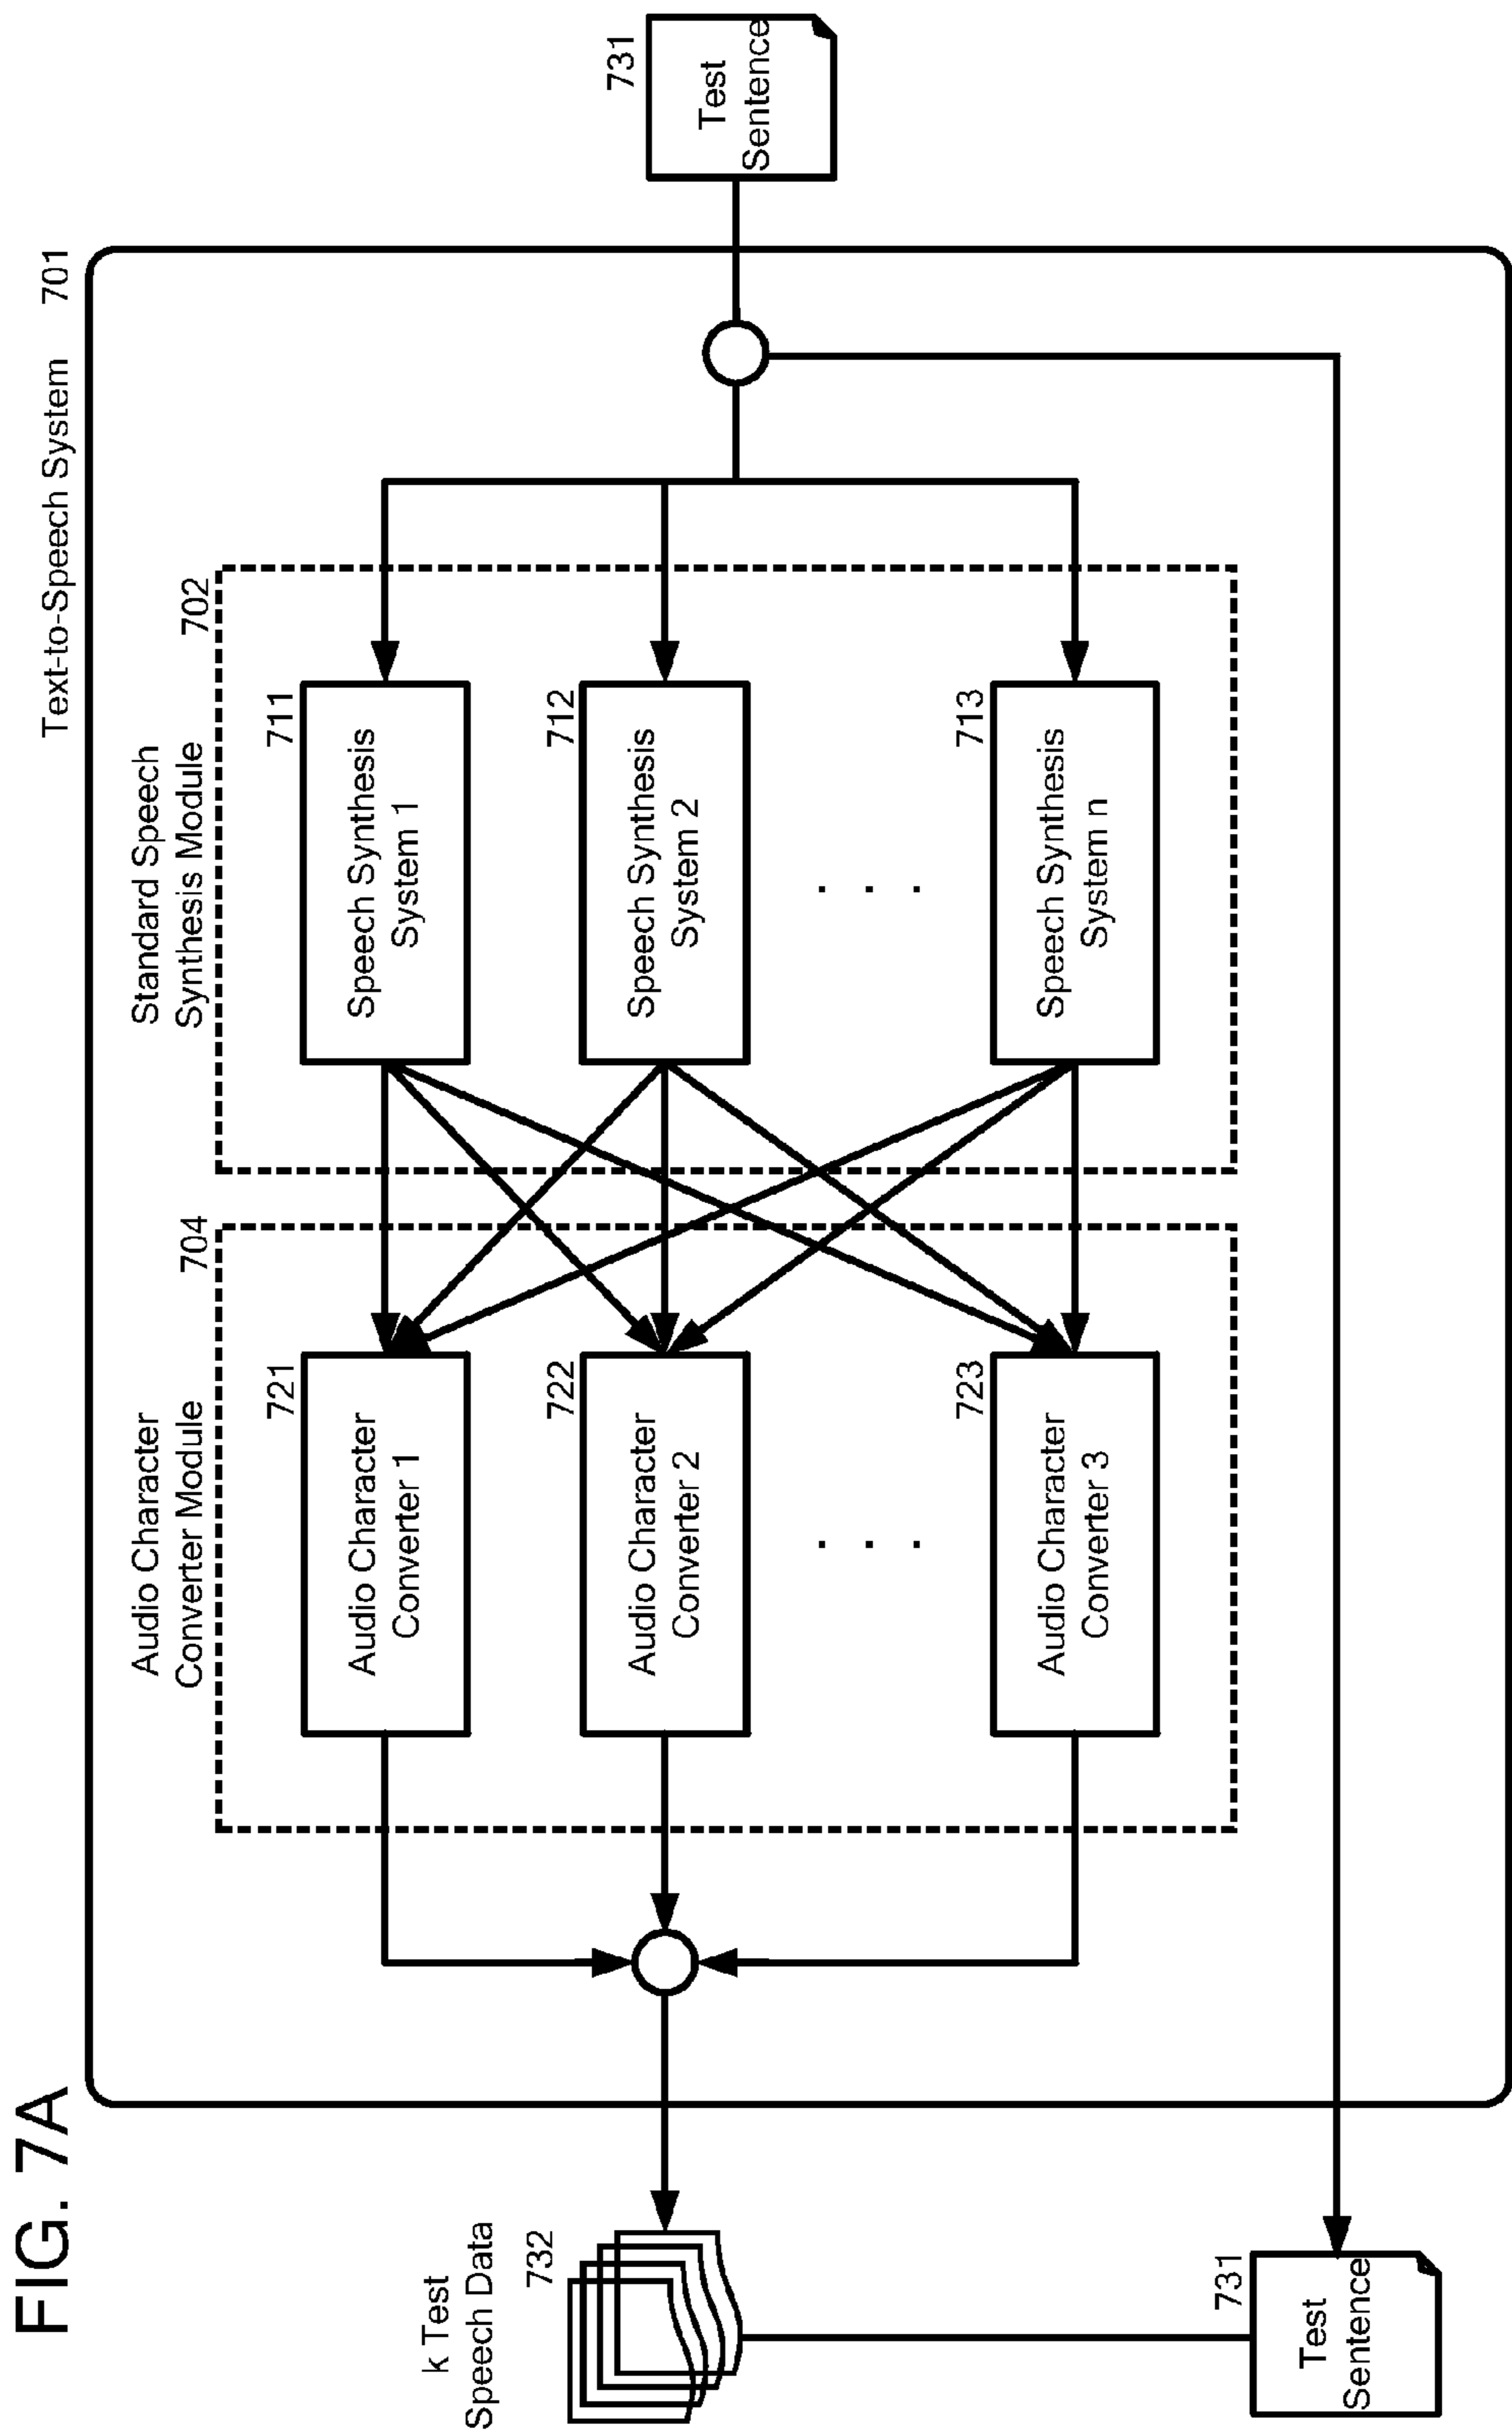 FIG. 7A
Text-to-Speech System 701
k Test
Speech Data
732
Audio Character
Converter Module
704
Standard Speech
Synthesis Module
702
721
Audio Character
Converter 1
711
Speech Synthesis
System 1
722
Audio Character
Converter 2
712
Speech Synthesis
System 2
731
Test
Sentence
. . .
. . .
723
Audio Character
Converter 3
713
Speech Synthesis
System n
731
Test
Sentence